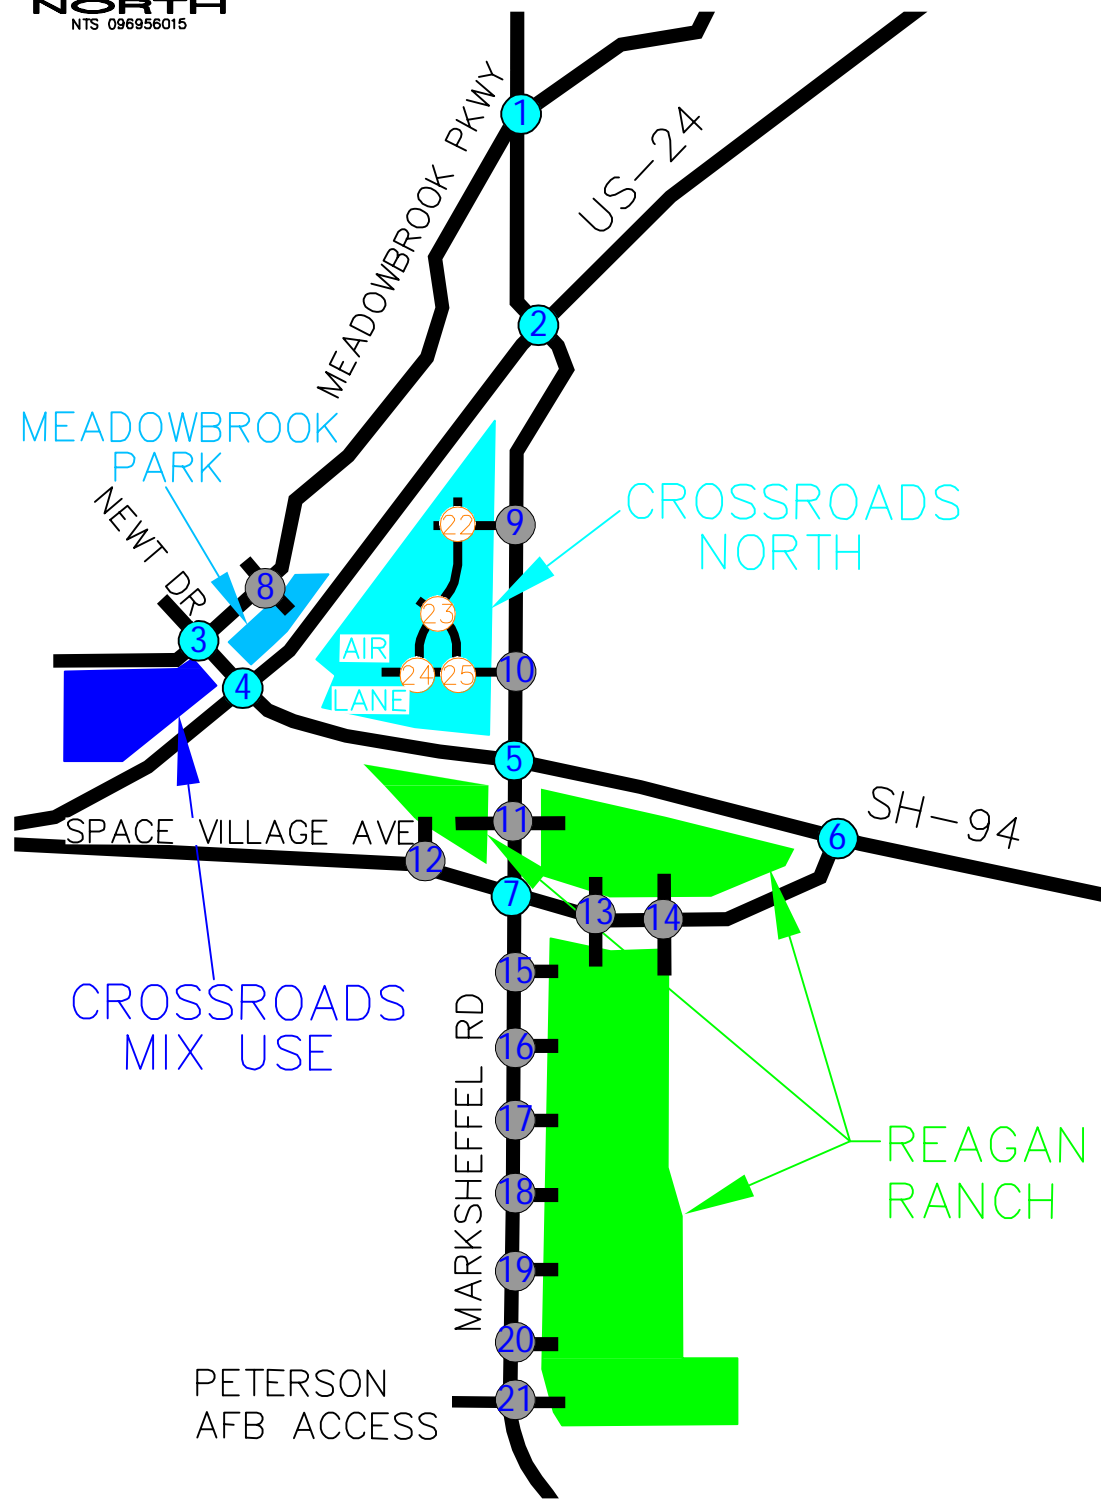 NORTH
NTS 096956015
MEADOWBROOK PKWY
1
US-24
2
MEADOWBROOK
PARK
NEWT DR
CROSSROADS
NORTH
22
9
8
23
3
AIR
LANE
24
25
10
4
5
SH-94
11
6
SPACE VILLAGE AVE
12
7
13
14
15
CROSSROADS
MIX USE
MARKSHEFFEL RD
16
17
REAGAN
RANCH
18
19
20
PETERSON
AFB ACCESS
21